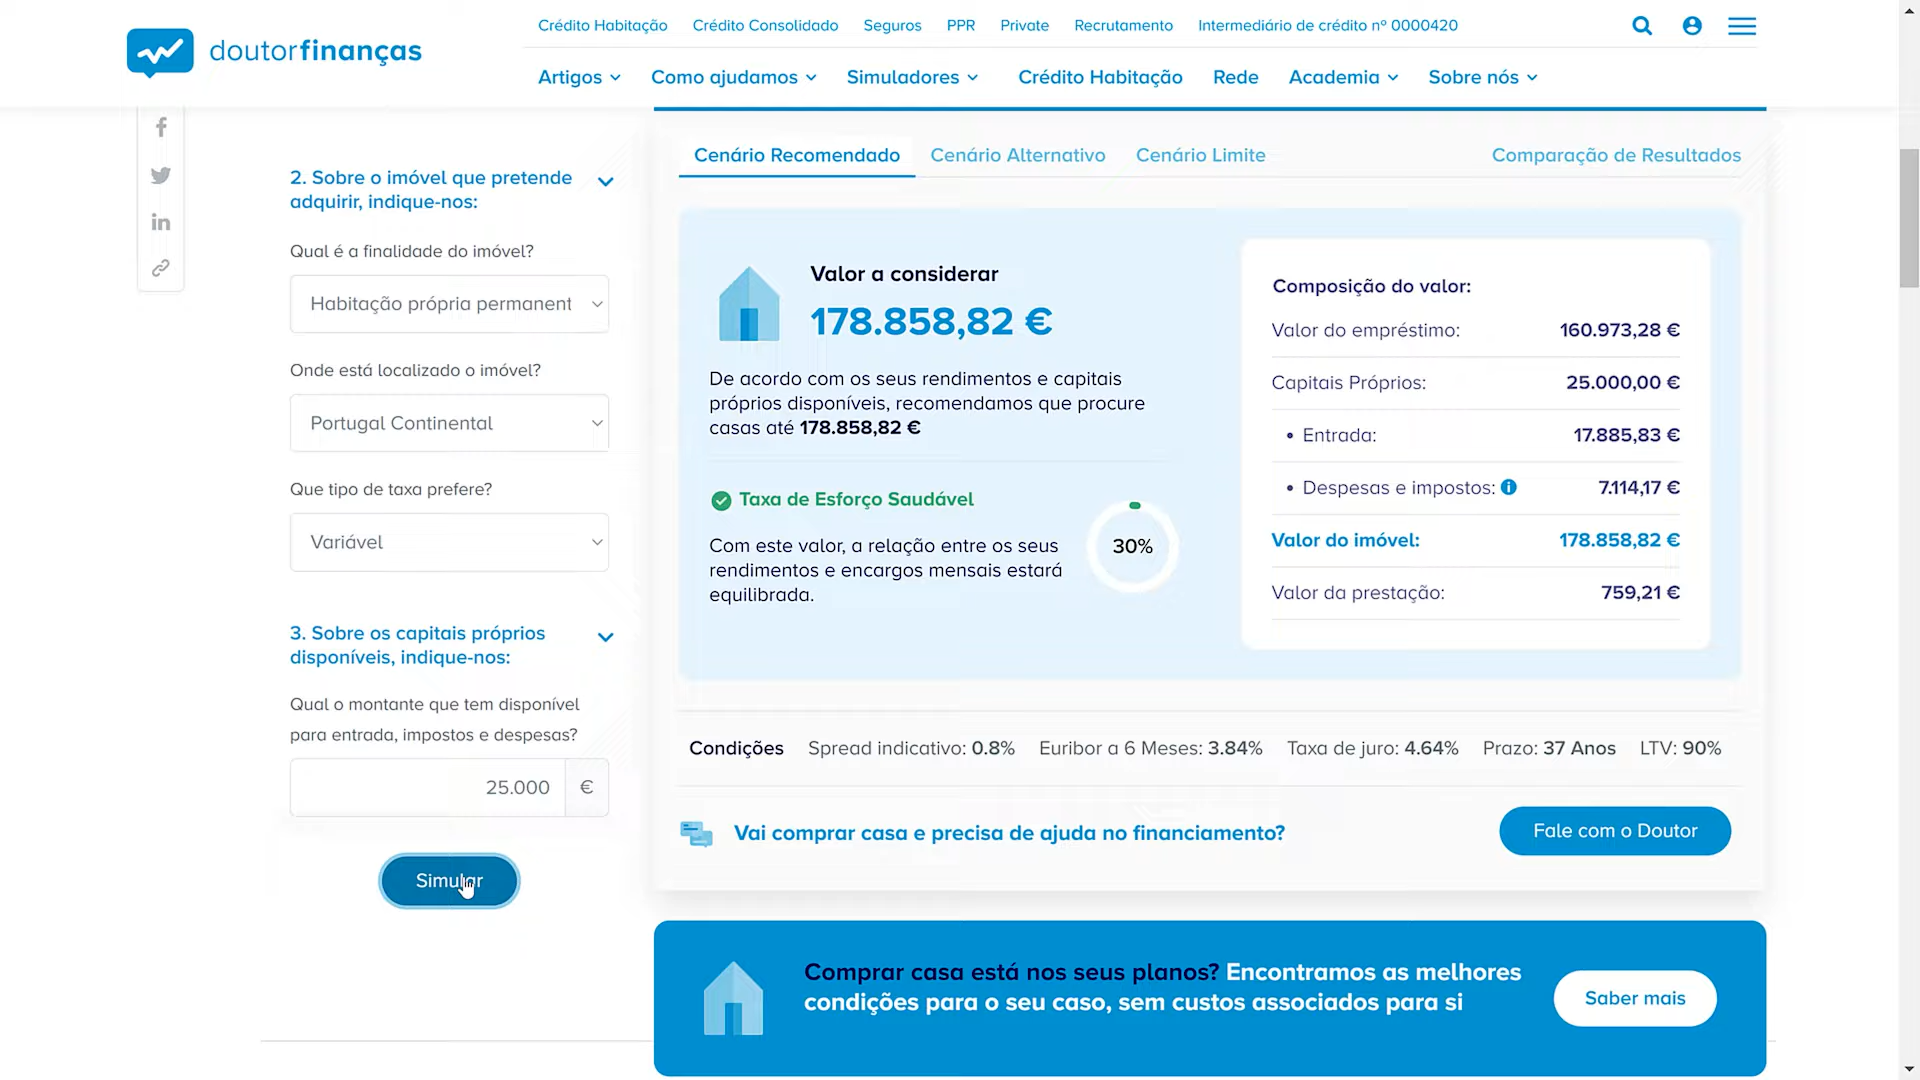 Crédito Habitação Crédito Consolidado Seguros PPR Private Recrutamento Intermediário de crédito nº 0000420
doutorfinanças
Artigos Como ajudamos Simuladores Crédito Habitação Rede Academia Sobre nós
2. Sobre o imóvel que pretende
adquirir, indique-nos:
Qual é a finalidade do imóvel?
Habitação própria permanent
Onde está localizado o imóvel?
Portugal Continental
Que tipo de taxa prefere?
Variável
3. Sobre os capitais próprios
disponíveis, indique-nos:
Qual o montante que tem disponível
para entrada, impostos e despesas?
25.000 €
Simular
Cenário Recomendado Cenário Alternativo Cenário Limite Comparação de Resultados
Valor a considerar
178.858,82 €
De acordo com os seus rendimentos e capitais
próprios disponíveis, recomendamos que procure
casas até 178.858,82 €
Taxa de Esforço Saudável
Com este valor, a relação entre os seus
rendimentos e encargos mensais estará
equilibrada.
30%
Composição do valor:
Valor do empréstimo: 160.973,28 €
Capitais Próprios: 25.000,00 €
• Entrada: 17.885,83 €
• Despesas e impostos: 7.114,17 €
Valor do imóvel: 178.858,82 €
Valor da prestação: 759,21 €
Condições Spread indicativo: 0.8% Euribor a 6 Meses: 3.84% Taxa de juro: 4.64% Prazo: 37 Anos LTV: 90%
Vai comprar casa e precisa de ajuda no financiamento? Fale com o Doutor
Comprar casa está nos seus planos? Encontramos as melhores
condições para o seu caso, sem custos associados para si
Saber mais